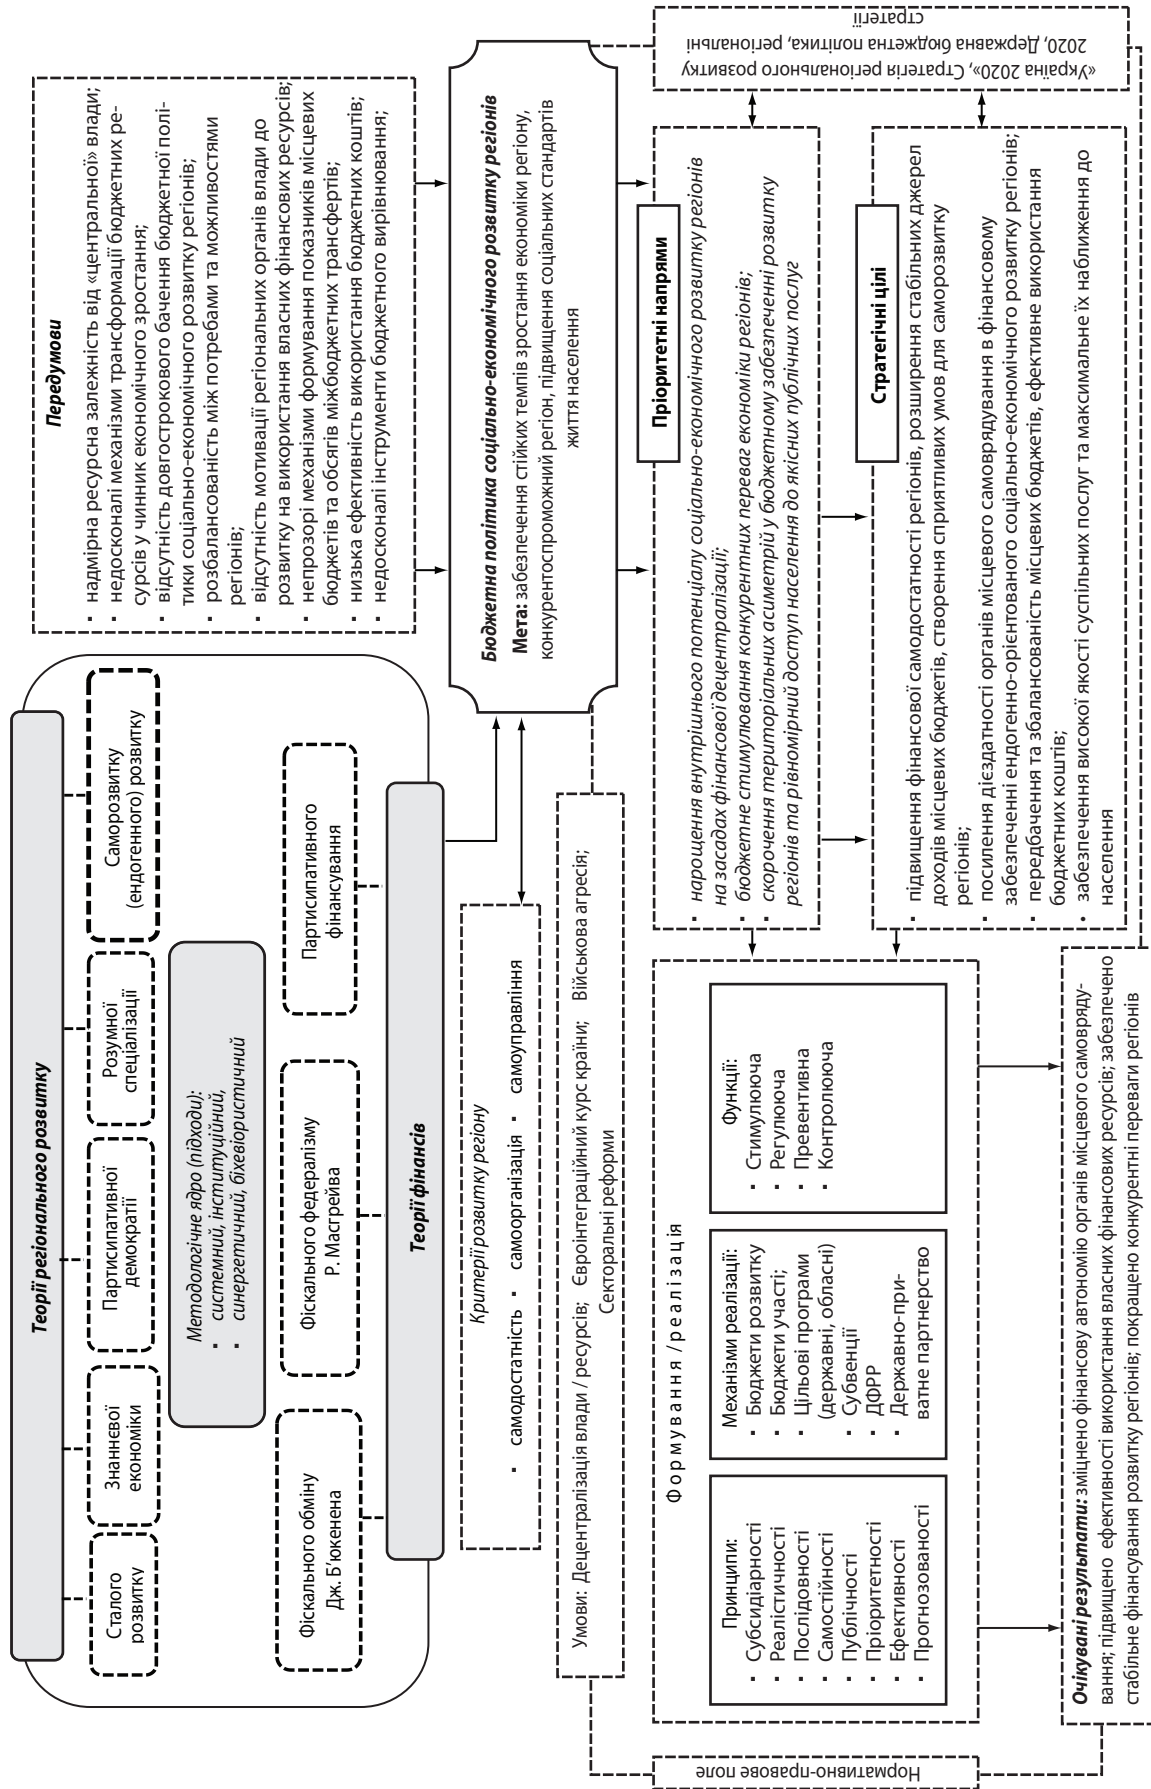 Теорії регіонального розвитку
Сталого
розвитку
Знаннєвої
економіки
Партисипативної
демократії
Розумної
спеціалізації
Саморозвитку
(ендогенного) розвитку
Методологічне ядро (підходи):
▪ системний, інституційний,
▪ синергетичний, біхевіористичний
Фіскального обміну
Дж. Б’юкенена
Фіскального федералізму
Р. Масгрейва
Партисипативного
фінансування
Теорії фінансів
Передумови
▪ надмірна ресурсна залежність від «центральної» влади;
▪ недосконалі механізми трансформації бюджетних ре-
сурсів у чинник економічного зростання;
▪ відсутність довгострокового бачення бюджетної полі-
тики соціально-економічного розвитку регіонів;
▪ розбалансованість між потребами та можливостями
регіонів;
▪ відсутність мотивації регіональних органів влади до
розвитку на використання власних фінансових ресурсів;
▪ непрозорі механізми формування показників місцевих
бюджетів та обсягів міжбюджетних трансфертів;
▪ низька ефективність використання бюджетних коштів;
▪ недосконалі інструменти бюджетного вирівнювання;
Критерії розвитку регіону
▪ самодостатність ▪ самоорганізація ▪ самоуправління
Бюджетна політика соціально-економічного розвитку регіонів
Мета: забезпечення стійких темпів зростання економіки регіону,
конкурентоспроможний регіон, підвищення соціальних стандартів
життя населення
Умови: Децентралізація влади / ресурсів; Євроінтеграційний курс країни; Військова агресія;
Секторальні реформи
Формування /реалізація
Принципи:
▪ Субсидіарності
▪ Реалістичності
▪ Послідовності
▪ Самостійності
▪ Публічності
▪ Пріоритетності
▪ Ефективності
▪ Прогнозованості
Механізми реалізації:
▪ Бюджети розвитку
▪ Бюджети участі;
▪ Цільові програми
(державні, обласні)
▪ Субвенції
▪ ДФРР
▪ Державно-при-
ватне партнерство
Функції:
▪ Стимулююча
▪ Регулююча
▪ Превентивна
▪ Контролююча
Пріоритетні напрями
▪ нарощення внутрішнього потенціалу соціально-економічного розвитку регіонів
на засадах фінансової децентралізації;
▪ бюджетне стимулювання конкурентних переваг економіки регіонів;
▪ скорочення територіальних асиметрій у бюджетному забезпеченні розвитку
регіонів та рівномірний доступ населення до якісних публічних послуг
Стратегічні цілі
▪ підвищення фінансової самодостатності регіонів, розширення стабільних джерел
доходів місцевих бюджетів, створення сприятливих умов для саморозвитку
регіонів;
▪ посилення дієздатності органів місцевого самоврядування в фінансовому
забезпеченні ендогенно-орієнтованого соціально-економічного розвитку регіонів;
▪ передбачення та збалансованість місцевих бюджетів, ефективне використання
бюджетних коштів;
▪ забезпечення високої якості суспільних послуг та максимальне їх наближення до
населення
«Україна 2020», Стратегія регіонального розвитку
2020, Державна бюджетна політика, регіональні
стратегії
Нормативно-правове поле
Очікувані результати: зміцнено фінансову автономію органів місцевого самовряду-
вання; підвищено ефективності використання власних фінансових ресурсів; забезпечено
стабільне фінансування розвитку регіонів; покращено конкурентні переваги регіонів